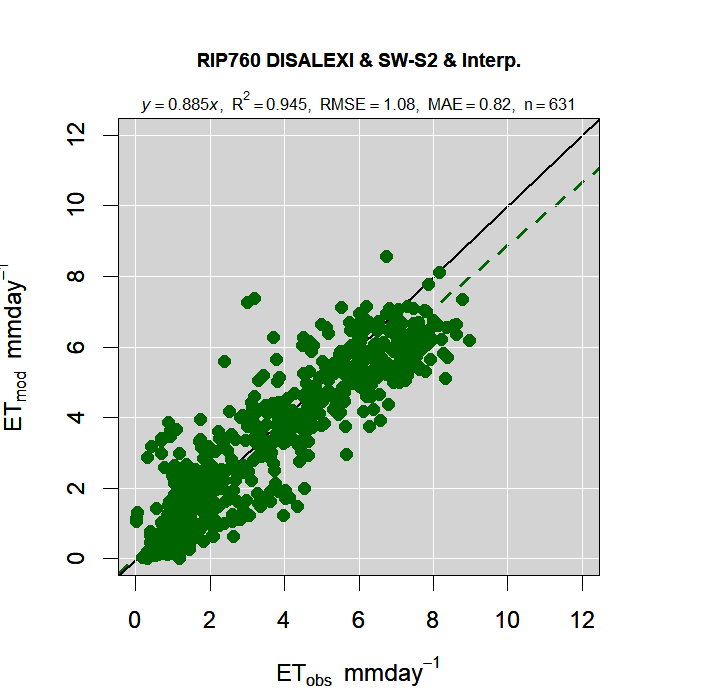 RIP760 DISALEXI & SW-S2 & Interp.
y = 0.885x, R² = 0.945, RMSE = 1.08, MAE = 0.82, n = 631
12
10
8
6
4
2
0
ETmod mmday⁻¹
0 2 4 6 8 10 12
ETobs mmday⁻¹